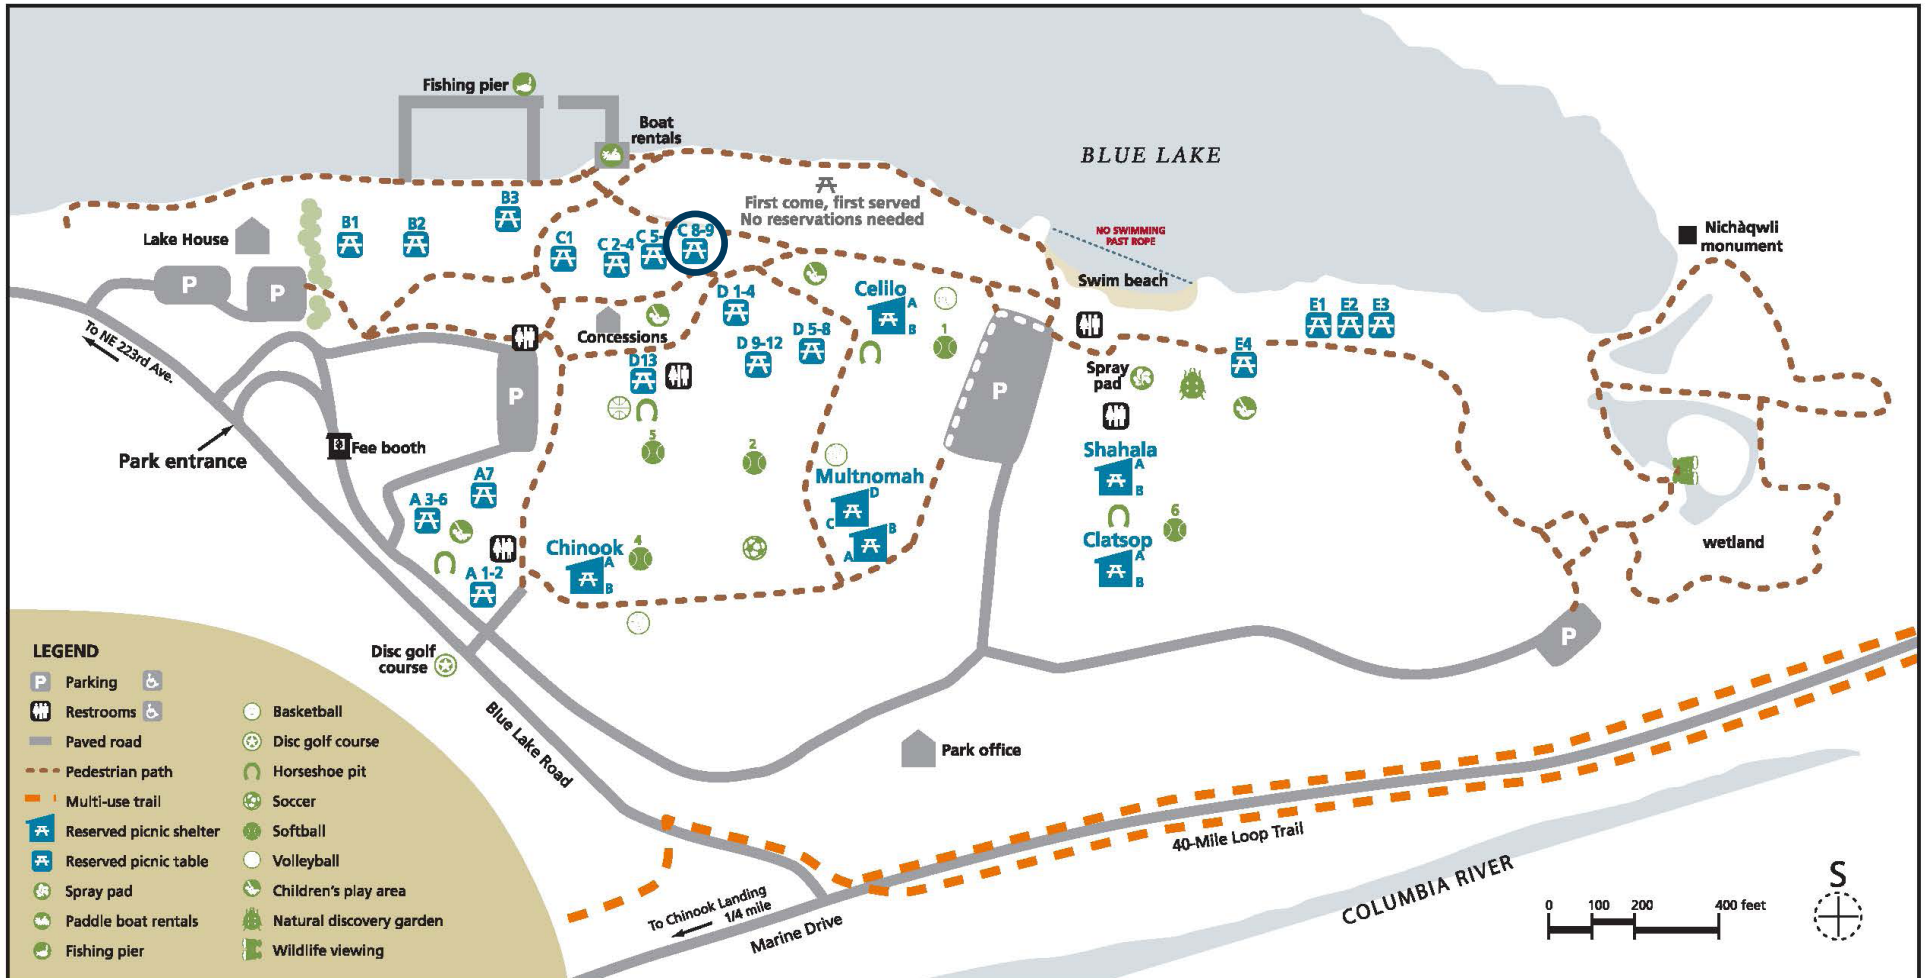 Fishing pier
Boat
rentals
BLUE LAKE
First come, first served
No reservations needed
B1
B2
B3
C1
C 2-4
C 5-
C 8-9
Lake House
P
P
NO SWIMMING
PAST ROPE
Swim beach
Nichàqwli
monument
D 1-4
Celilo
A
B
1
E1
E2
E3
E4
Concessions
D 5-8
D 9-12
D13
To NE 223rd Ave.
P
P
Spray
pad
Park entrance
Fee booth
5
2
Multnomah
D
C
B
A
Shahala
A
B
A7
A 3-6
A 1-2
Chinook
A
B
4
6
Clatsop
A
B
wetland
P
Disc golf
course
Blue Lake Road
Park office
40-Mile Loop Trail
COLUMBIA RIVER
To Chinook Landing
1/4 mile
Marine Drive
0 100 200 400 feet
S
LEGEND
P Parking
Restrooms
Paved road
Pedestrian path
Multi-use trail
Reserved picnic shelter
Reserved picnic table
Spray pad
Paddle boat rentals
Fishing pier
Basketball
Disc golf course
Horseshoe pit
Soccer
Softball
Volleyball
Children's play area
Natural discovery garden
Wildlife viewing